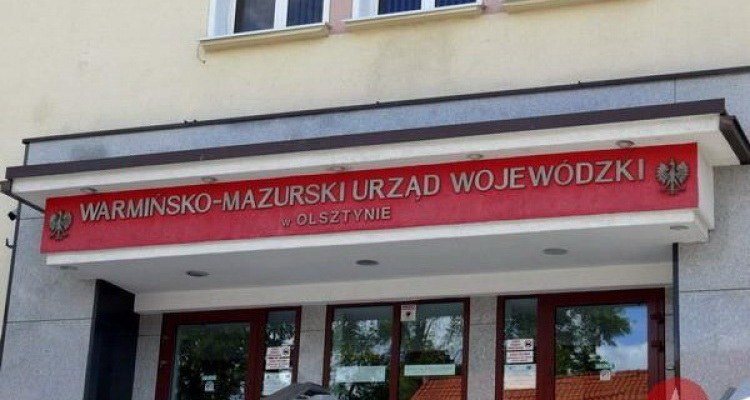 WARMIŃSKO-MAZURSKI URZĄD WOJEWÓDZKI
w OLSZTYNIE